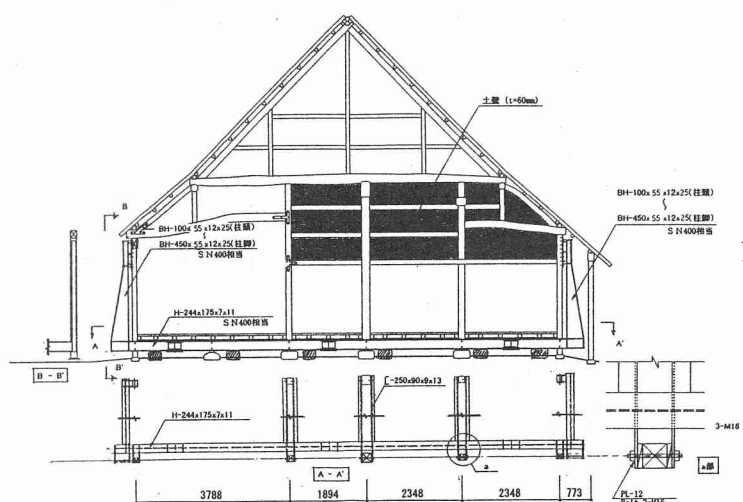 土壁 (t=60mm)
B
BH-100x 55 x12x25(柱頭)
BH-450x 55 x12x25(柱脚)
SN400相当
BH-100x 55 x12x25(柱頭)
BH-450x 55 x12x25(柱脚)
SN400相当
H-244x175x7x11
SN400相当
A
A'
B - B'
B'
[-250x90x9x13
H-244x175x7x11
3-M16
a
a部
A - A'
PL-12
3788
1894
2348
2348
773